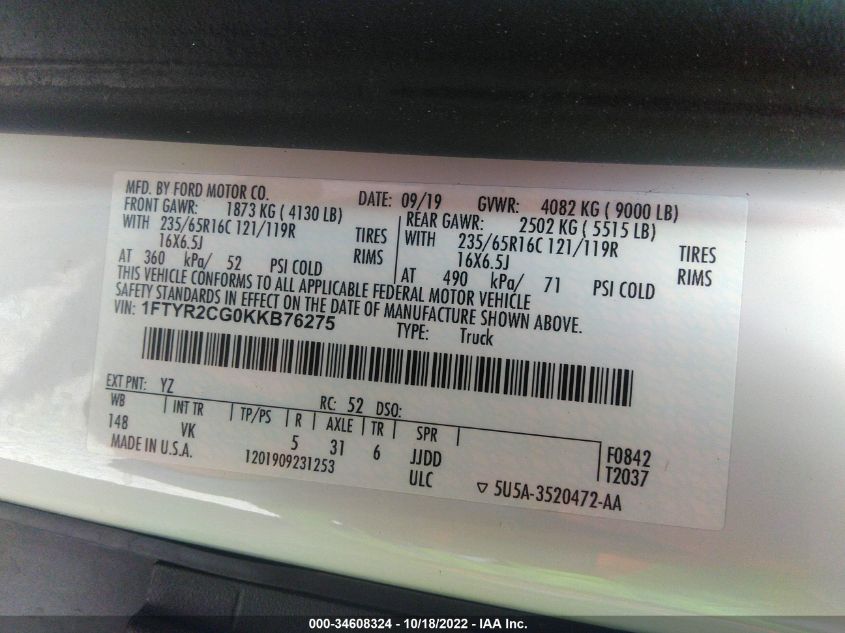 MFD. BY FORD MOTOR CO. DATE: 09/19 GVWR: 4082 KG ( 9000 LB)
FRONT GAWR: 1873 KG ( 4130 LB) REAR GAWR: 2502 KG ( 5515 LB)
WITH 235/65R16C 121/119R TIRES WITH 235/65R16C 121/119R TIRES
16X6.5J RIMS 16X6.5J RIMS
AT 360 kPa/ 52 PSI COLD AT 490 kPa/ 71 PSI COLD
THIS VEHICLE CONFORMS TO ALL APPLICABLE FEDERAL MOTOR VEHICLE
SAFETY STANDARDS IN EFFECT ON THE DATE OF MANUFACTURE SHOWN ABOVE.
VIN: 1FTYR2CG0KKB76275 TYPE: Truck
EXT PNT: YZ RC: 52 DSO:
WB INT TR TP/PS R AXLE TR SPR
148 VK 5 31 6 JJDD F0842
MADE IN U.S.A. 1201909231253 ULC T2037
▽ 5U5A-3520472-AA
000-34608324 - 10/18/2022 - IAA Inc.